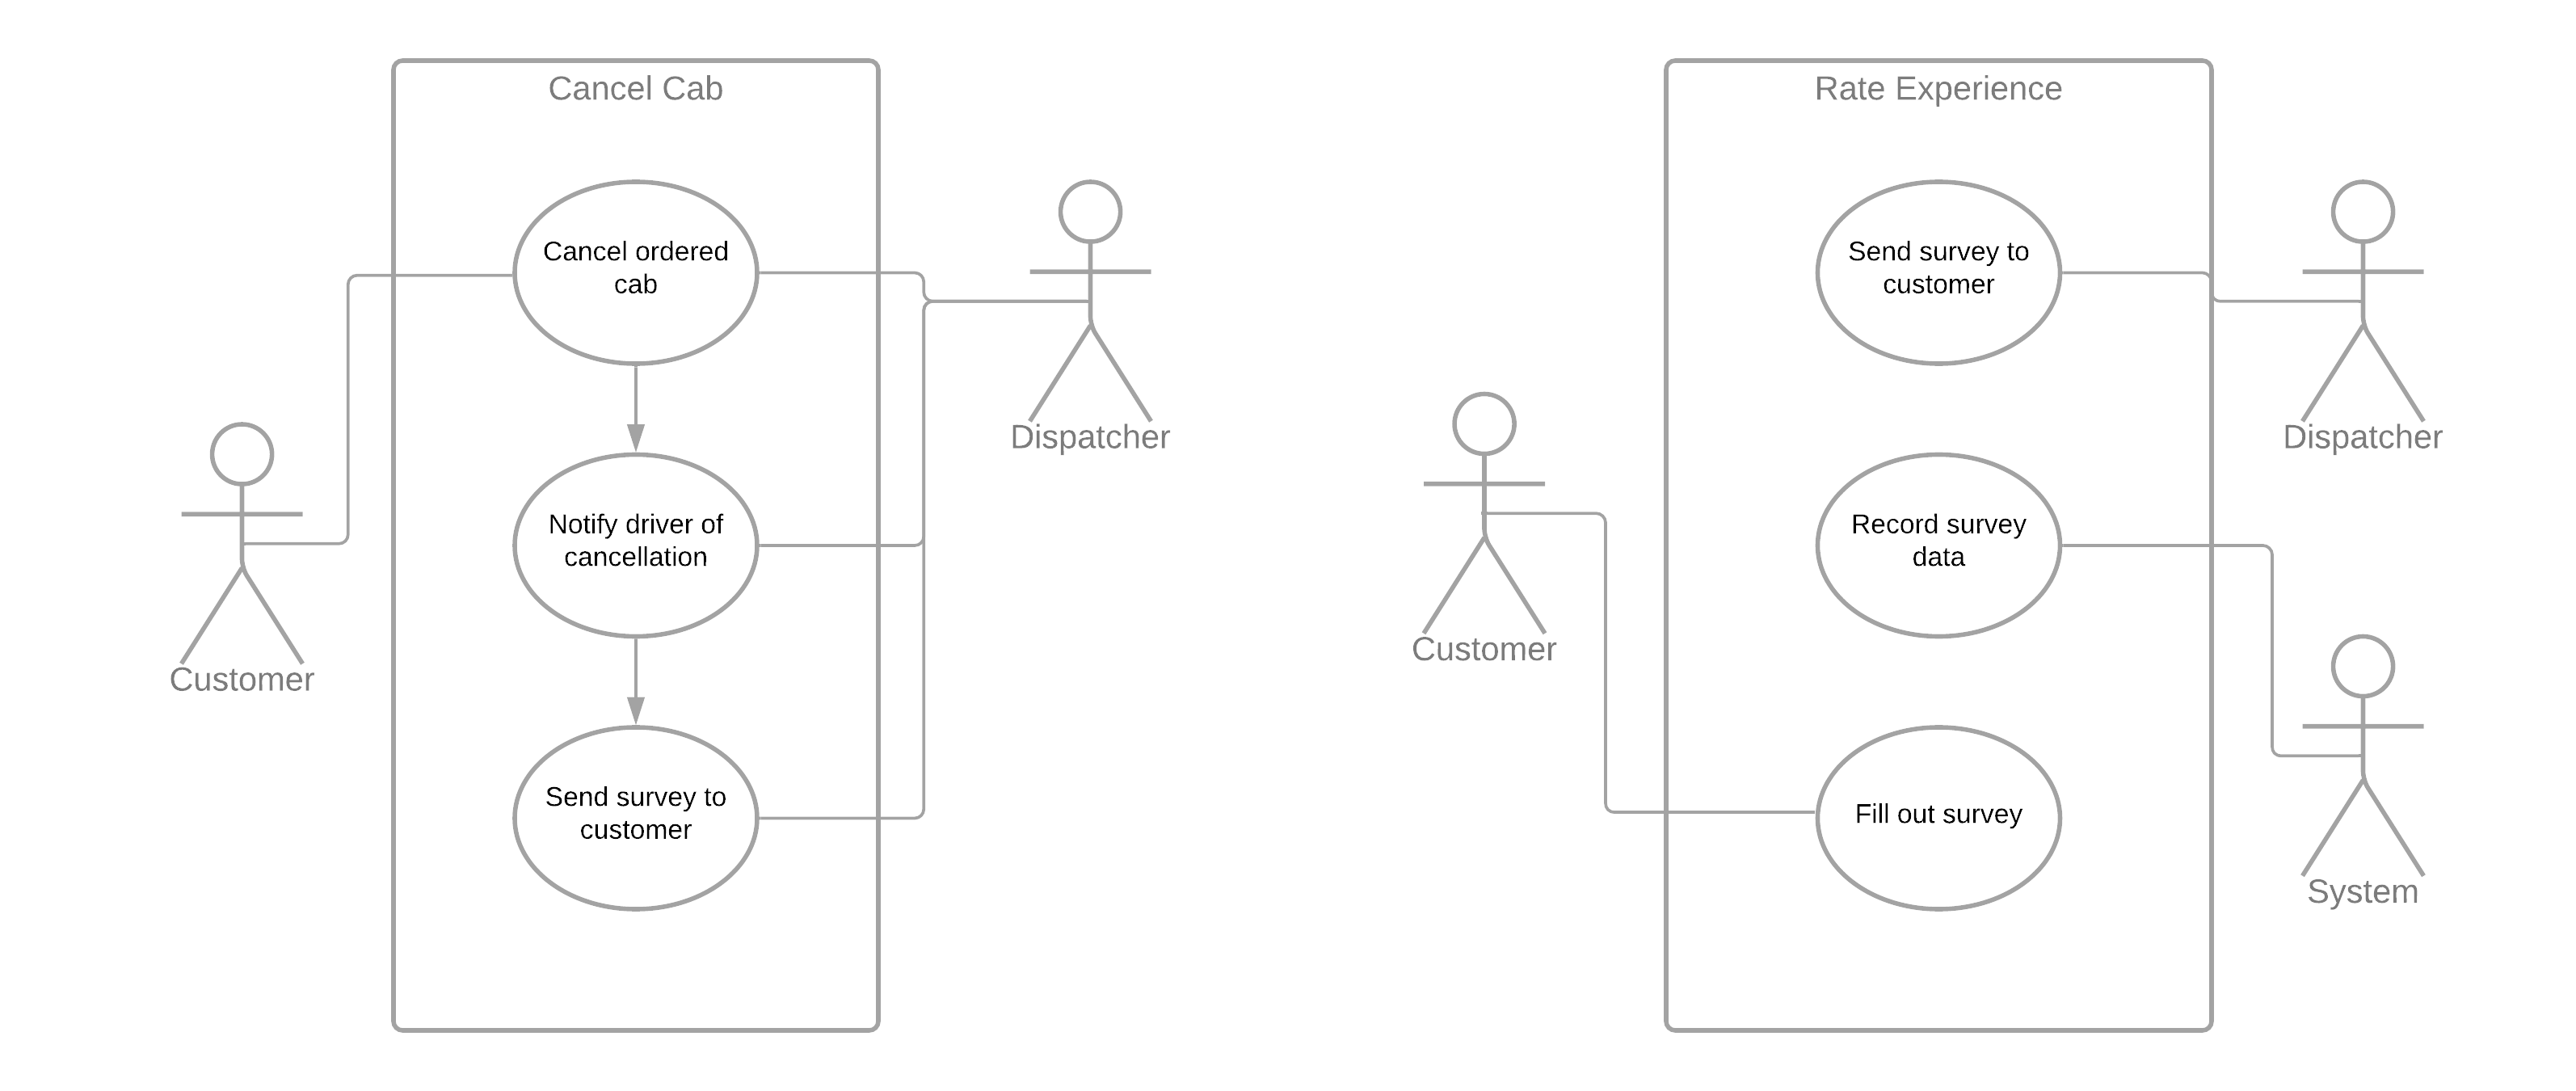 Cancel Cab
Cancel ordered
cab
Dispatcher
Notify driver of
cancellation
Customer
Send survey to
customer
Rate Experience
Send survey to
customer
Dispatcher
Record survey
data
Customer
Fill out survey
System